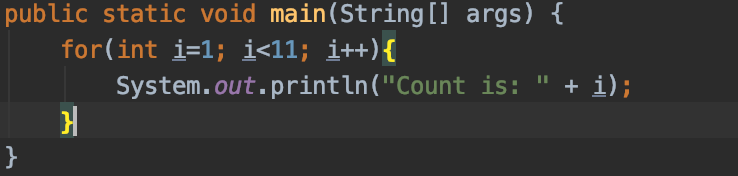 public static void main(String[] args) {
    for(int i=1; i<11; i++){
        System.out.println("Count is: " + i);
    }
}